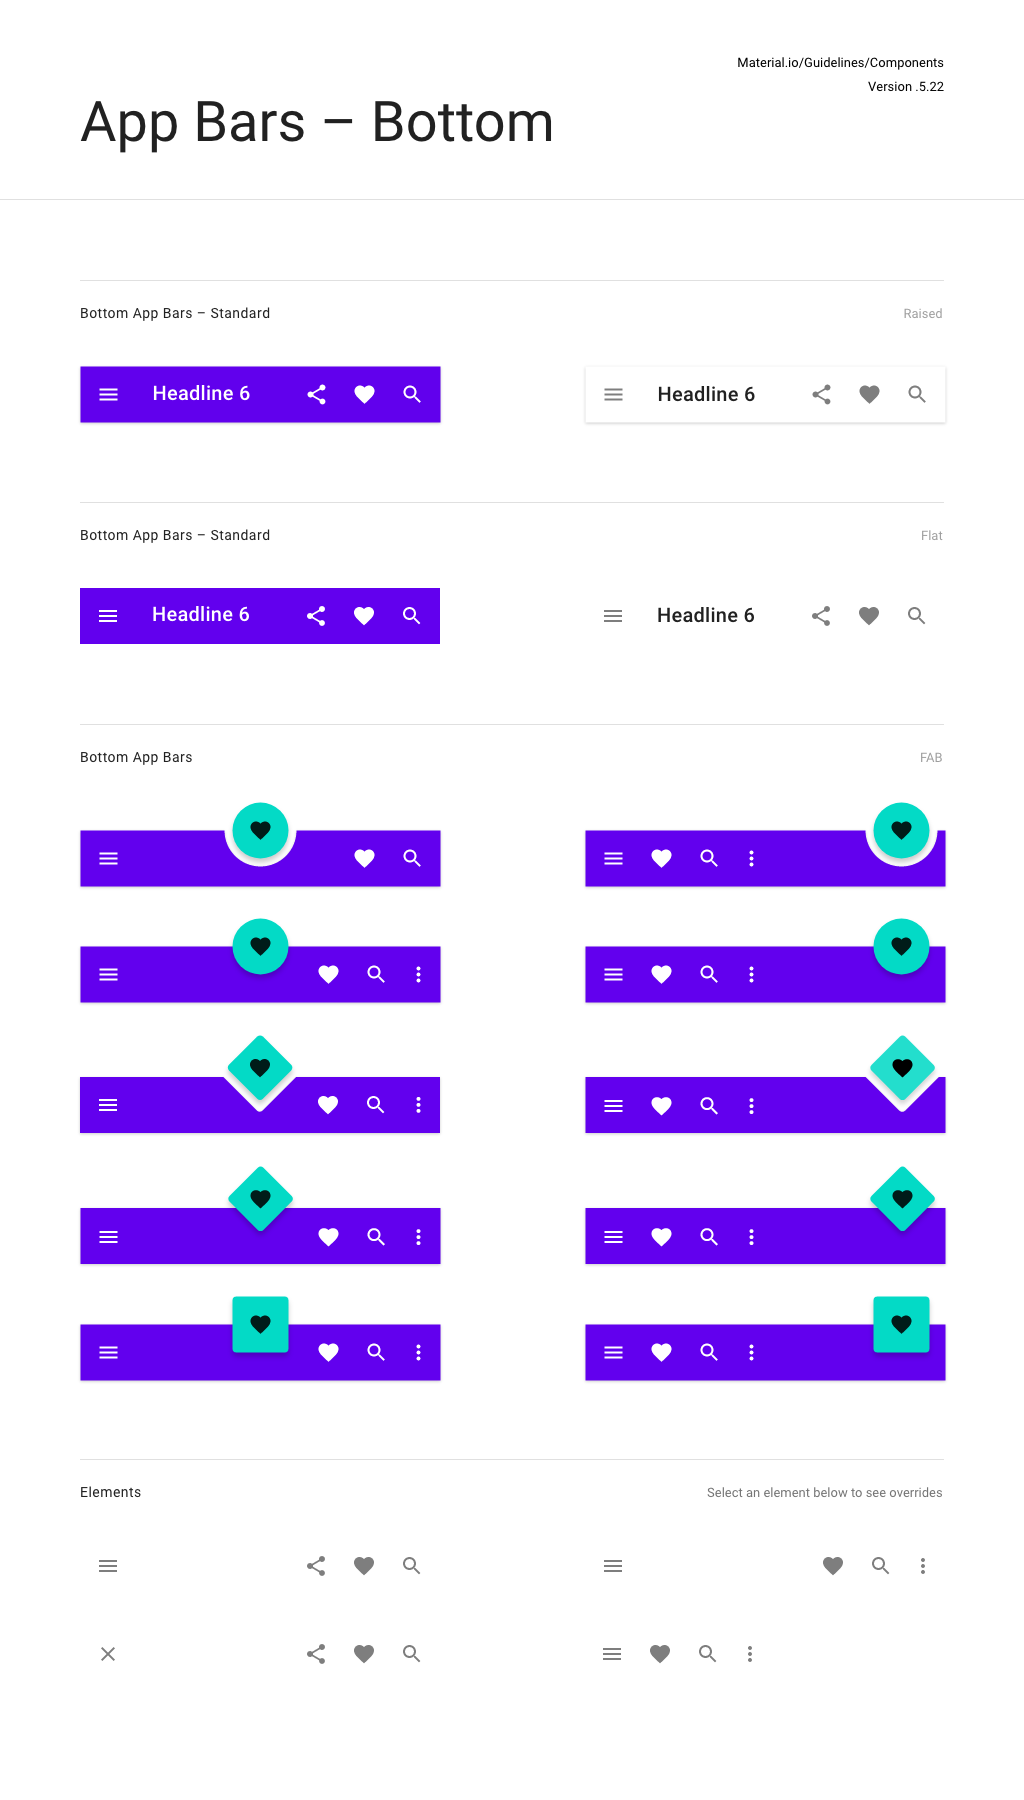 Material.io/Guidelines/Components
Version .5.22
App Bars – Bottom
Bottom App Bars – Standard
Raised
Headline 6
Headline 6
Bottom App Bars – Standard
Flat
Headline 6
Headline 6
Bottom App Bars
FAB
Elements
Select an element below to see overrides